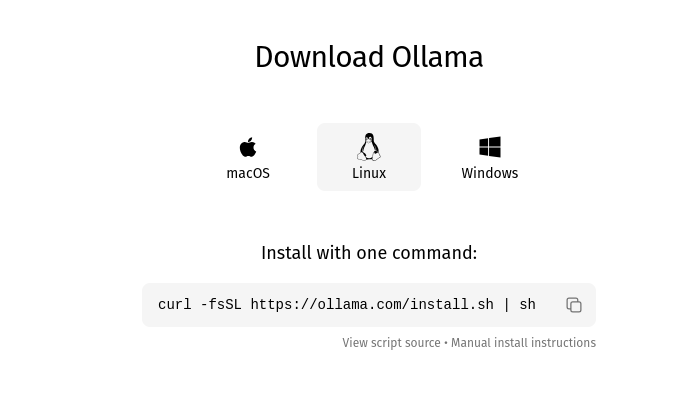 Download Ollama
macOS
Linux
Windows
Install with one command:
curl -fsSL https://ollama.com/install.sh | sh
View script source • Manual install instructions